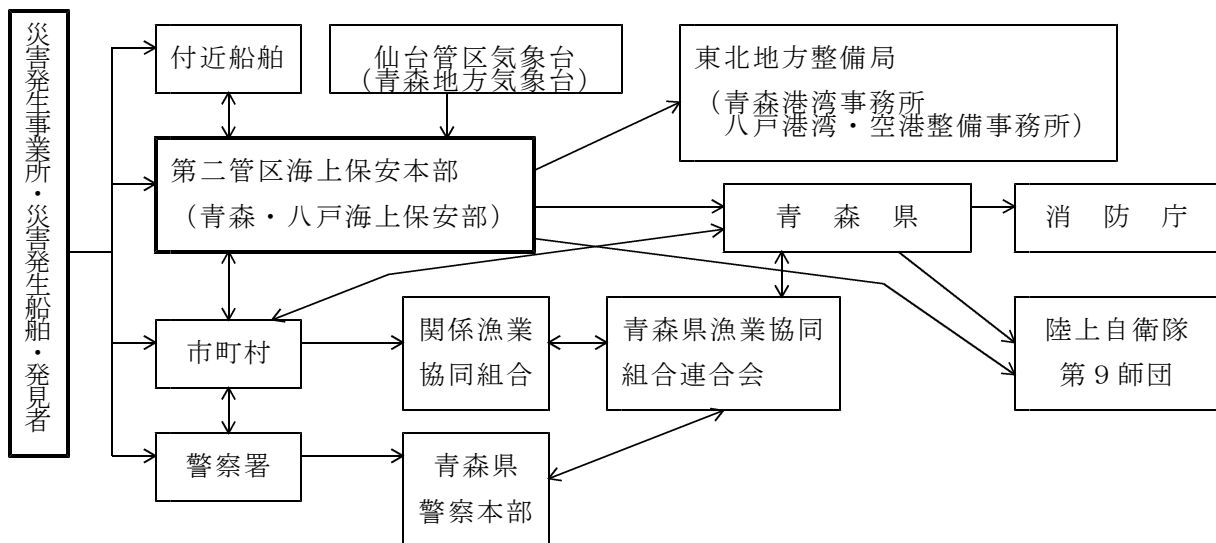 災害発生事業所・災害発生船舶・発見者
付近船舶
仙台管区気象台
（青森地方気象台）
東北地方整備局
（青森港湾事務所
八戸港湾・空港整備事務所）
第二管区海上保安本部
（青森・八戸海上保安部）
青　森　県
消　防　庁
市町村
関係漁業
協同組合
青森県漁業協同
組合連合会
陸上自衛隊
第９師団
警察署
青森県
警察本部